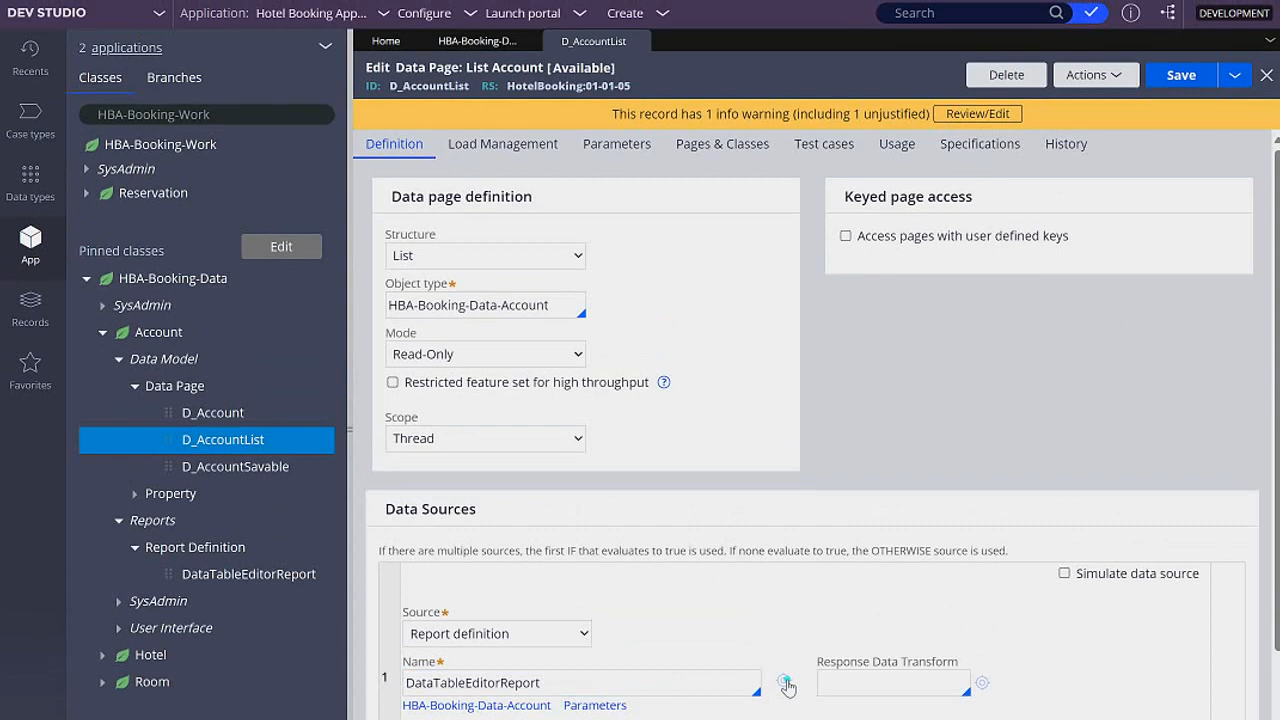 DEV STUDIO
Application: Hotel Booking App...
Configure
Launch portal
Create
Search
DEVELOPMENT
Recents
Case types
Data types
App
Records
Favorites
2 applications
Classes
Branches
HBA-Booking-Work
HBA-Booking-Work
SysAdmin
Reservation
Pinned classes
Edit
HBA-Booking-Data
SysAdmin
Account
Data Model
Data Page
D_Account
D_AccountList
D_AccountSavable
Property
Reports
Report Definition
DataTableEditorReport
SysAdmin
User Interface
Hotel
Room
Home
HBA-Booking-D...
D_AccountList
Edit Data Page: List Account [Available]
ID: D_AccountList RS: HotelBooking:01-01-05
Delete
Actions
Save
This record has 1 info warning (including 1 unjustified)
Review/Edit
Definition
Load Management
Parameters
Pages & Classes
Test cases
Usage
Specifications
History
Data page definition
Structure
List
Object type*
HBA-Booking-Data-Account
Mode
Read-Only
Restricted feature set for high throughput
Scope
Thread
Keyed page access
Access pages with user defined keys
Data Sources
If there are multiple sources, the first IF that evaluates to true is used. If none evaluate to true, the OTHERWISE source is used.
Simulate data source
Source*
Report definition
1
Name*
DataTableEditorReport
HBA-Booking-Data-Account
Parameters
Response Data Transform